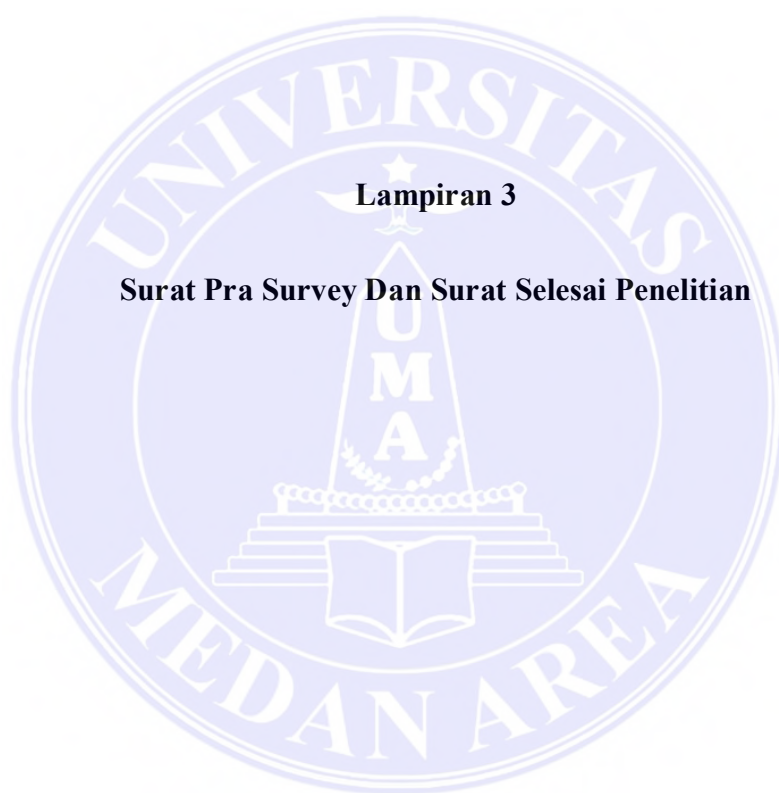 UNIVERSITAS
Lampiran 3
Surat Pra Survey Dan Surat Selesai Penelitian
U
M
A
MEDAN AREA